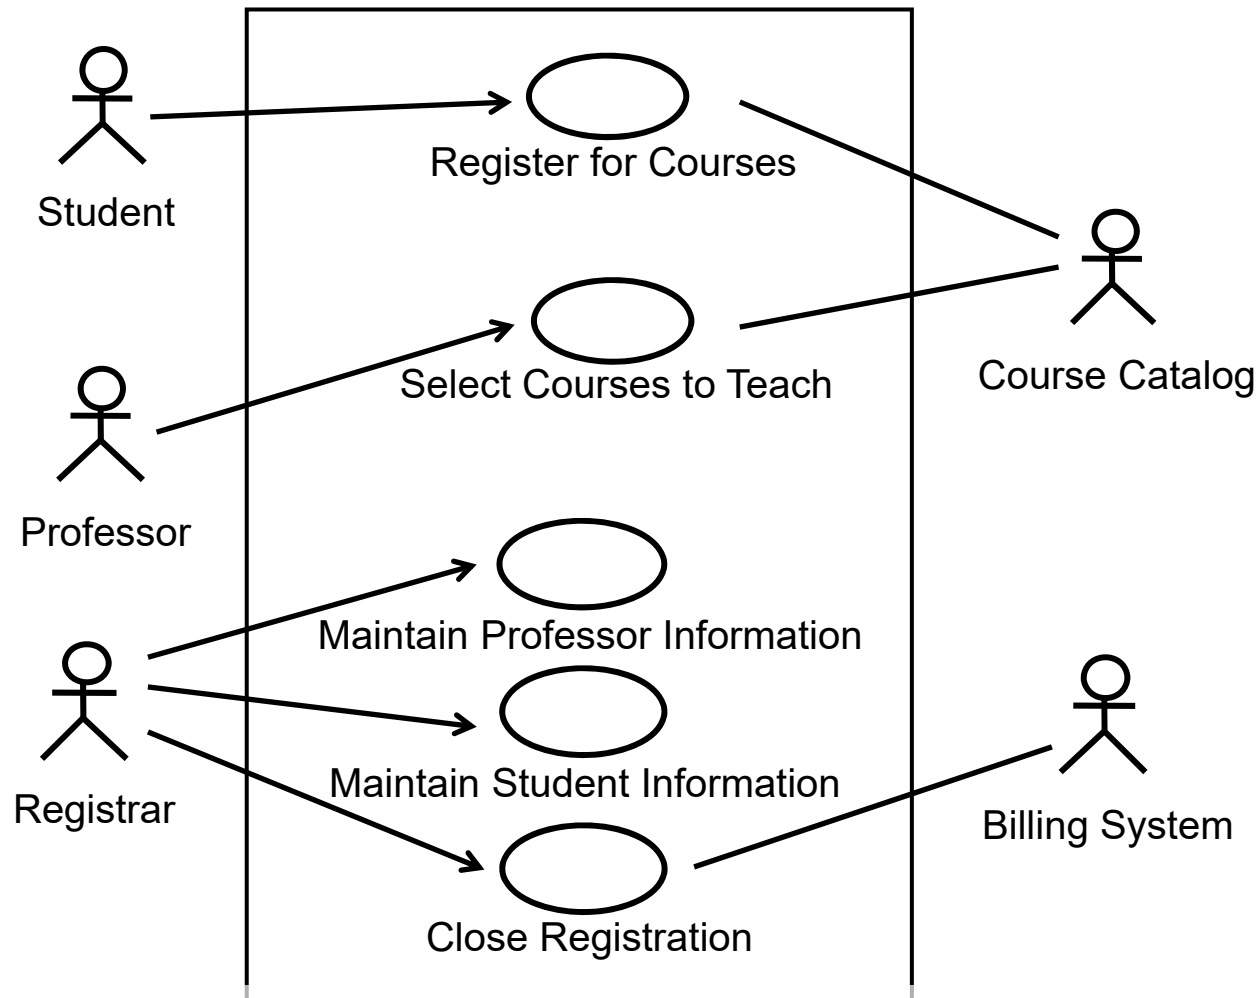 Register for Courses
Student
Select Courses to Teach
Course Catalog
Professor
Maintain Professor Information
Maintain Student Information
Registrar
Billing System
Close Registration